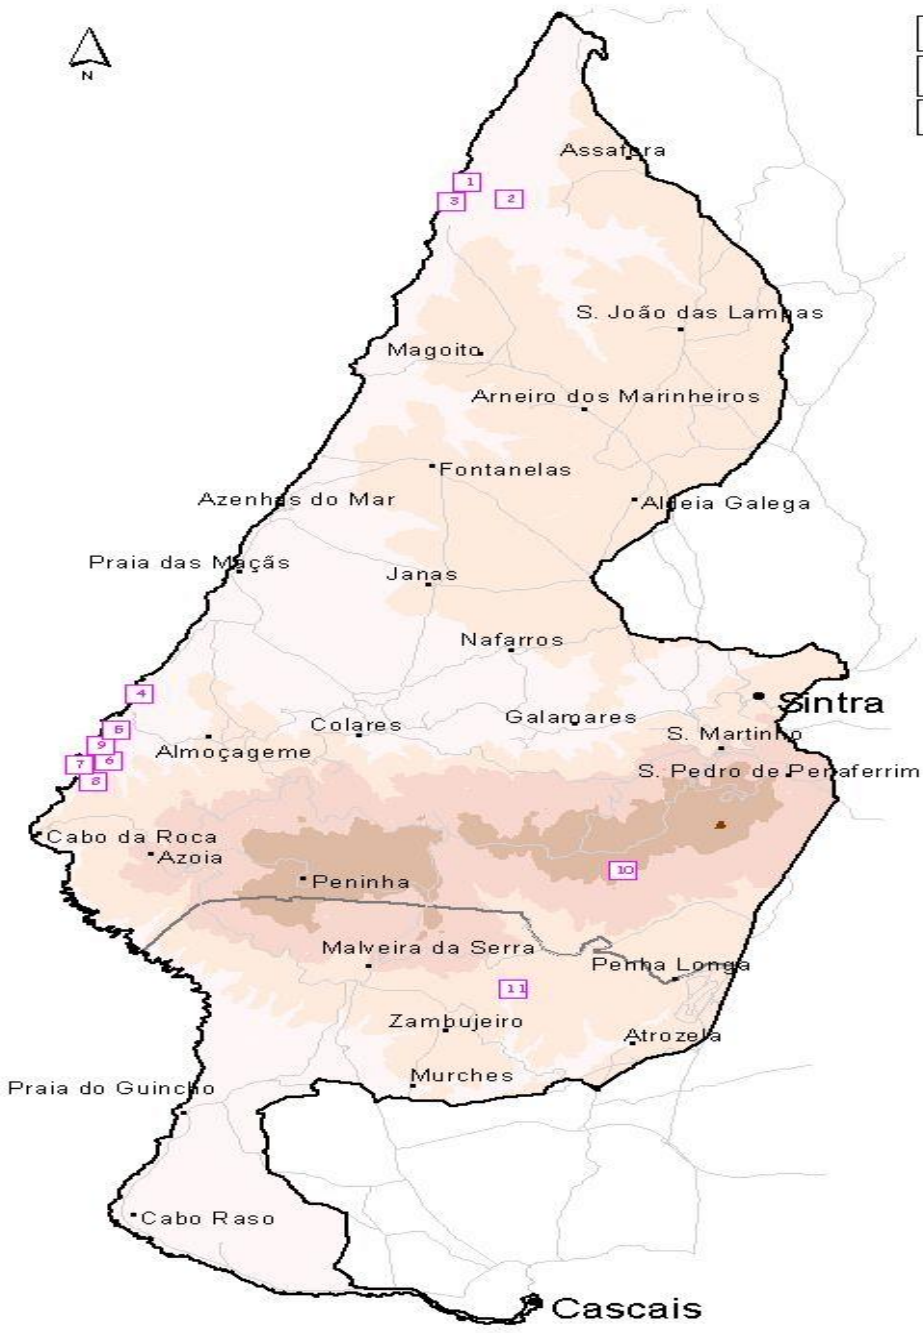 N
Assafora
1
2
3
S. João das Lampas
Magoito
Arneiro dos Marinheiros
Fontanelas
Azenhas do Mar
Aldeia Galega
Praia das Maçãs
Janas
Nafarros
4
Sintra
Galamares
Colares
5
S. Martinho
9
Almoçageme
6
7
S. Pedro de Penaferrim
8
Cabo da Roca
Azoia
10
Peninha
Malveira da Serra
Penha Longa
11
Zambujeiro
Atrozela
Murches
Praia do Guincho
Cabo Raso
Cascais